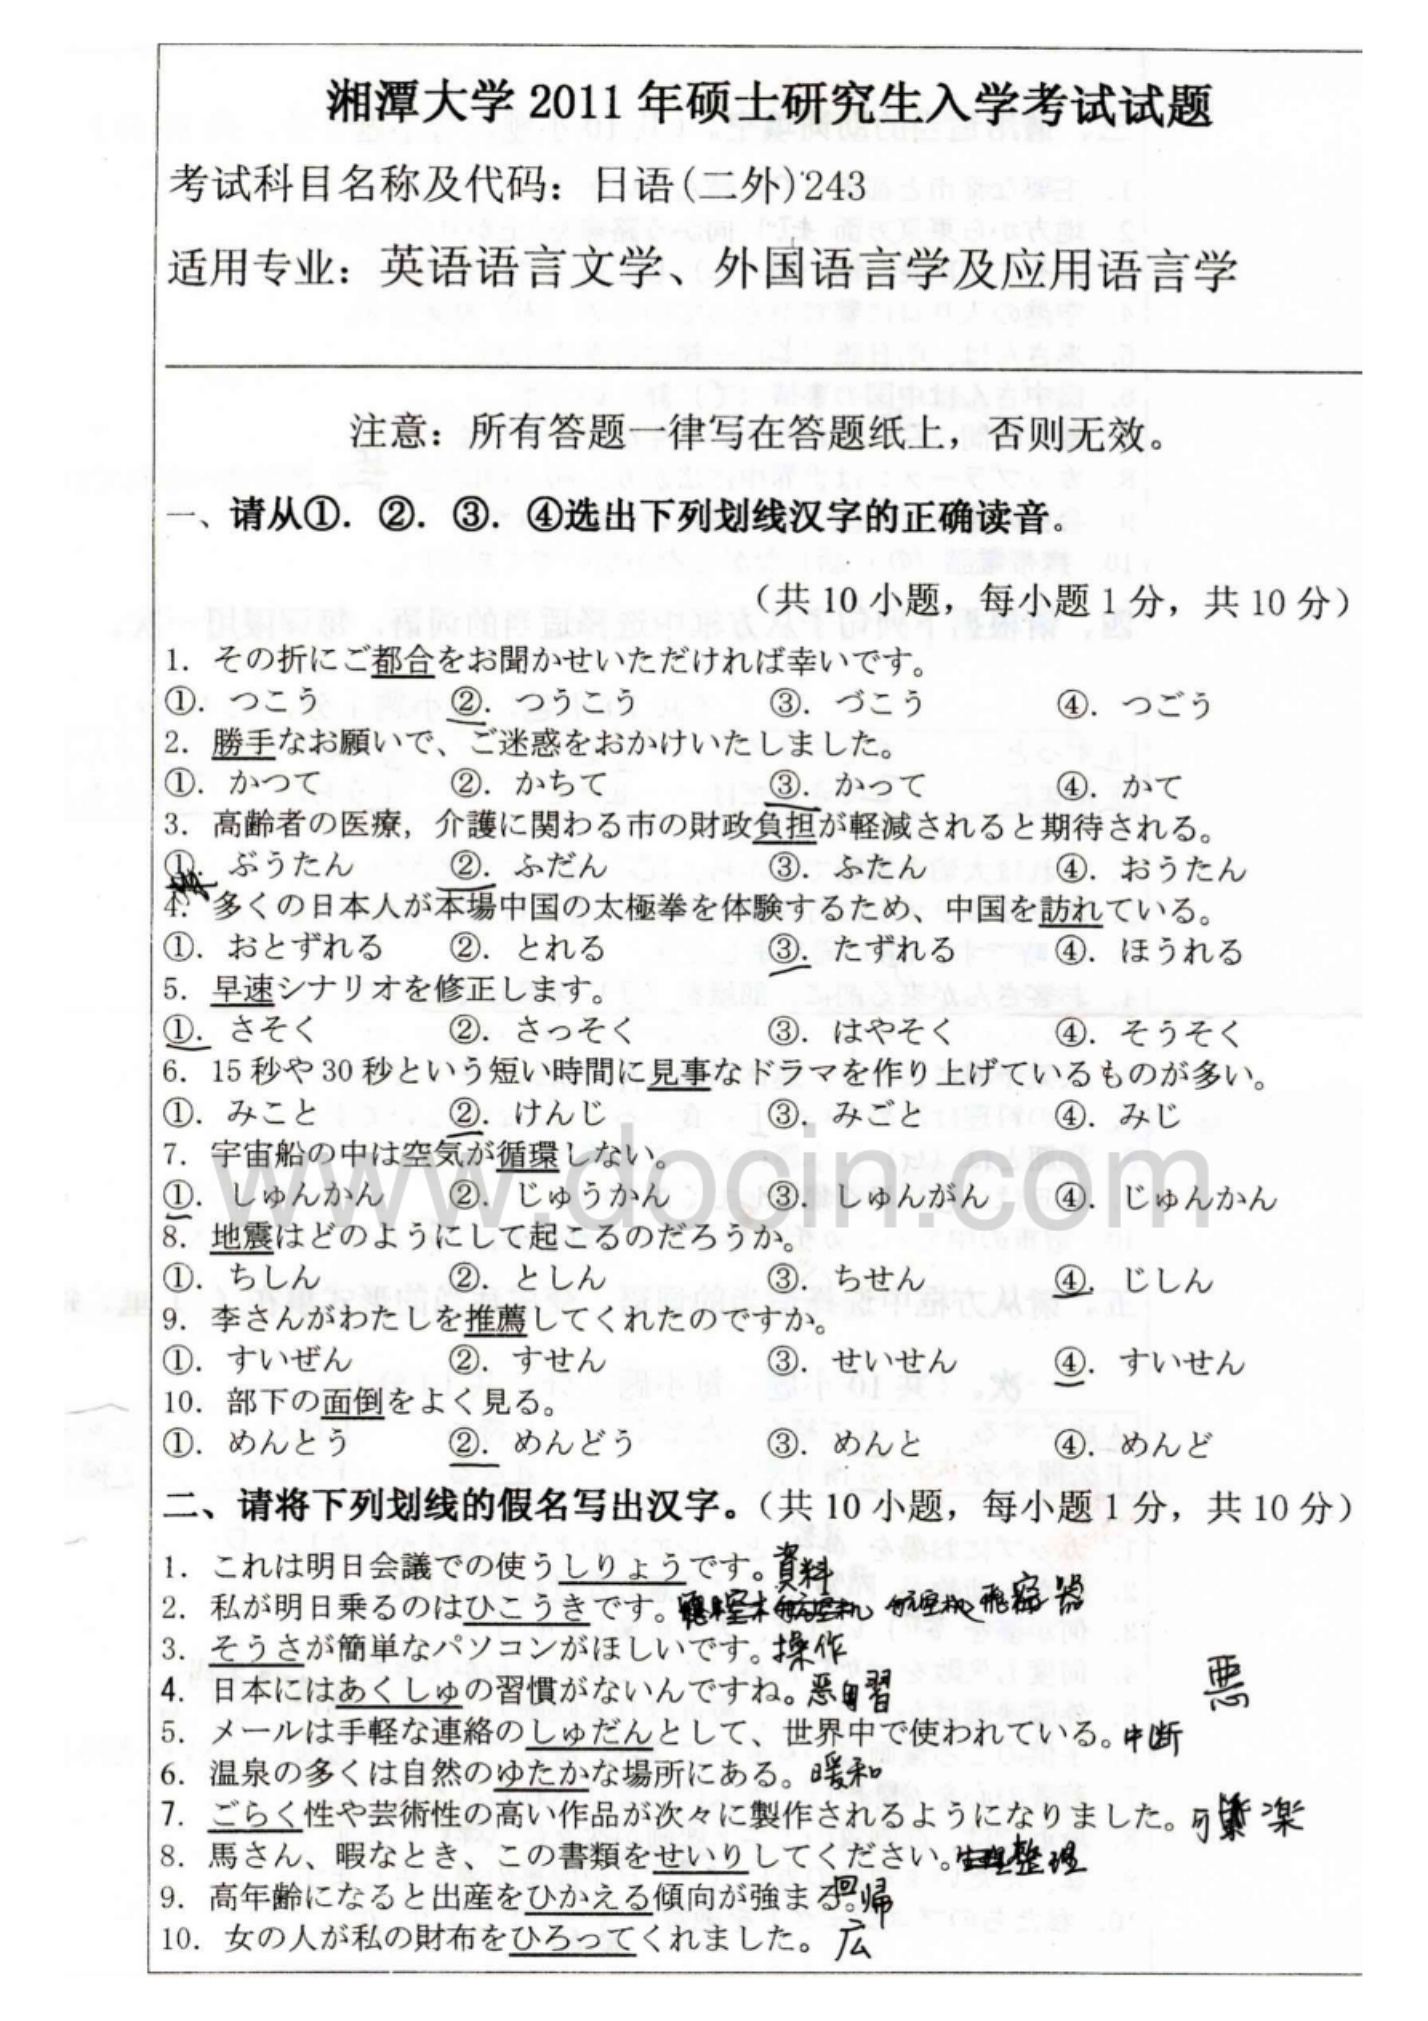 湘潭大学 2011 年硕士研究生入学考试试题
考试科目名称及代码：日语(二外)243
适用专业：英语语言文学、外国语言学及应用语言学
注意：所有答题一律写在答题纸上，否则无效。
一、请从①．②．③．④选出下列划线汉字的正确读音。
（共 10 小题，每小题 1 分，共 10 分）
1．その折にご都合をお聞かせいただければ幸いです。
①．つこう ②．つうこう ③．づこう ④．つごう
2．勝手なお願いで、ご迷惑をおかけいたしました。
①．かつて ②．かちて ③．かって ④．かて
3．高齢者の医療，介護に関わる市の財政負担が軽減されると期待される。
①．ぶうたん ②．ふだん ③．ふたん ④．おうたん
4．多くの日本人が本場中国の太極拳を体験するため、中国を訪れている。
①．おとずれる ②．とれる ③．たずれる ④．ほうれる
5．早速シナリオを修正します。
①．さそく ②．さっそく ③．はやそく ④．そうそく
6．15 秒や 30 秒という短い時間に見事なドラマを作り上げているものが多い。
①．みこと ②．けんじ ③．みごと ④．みじ
7．宇宙船の中は空気が循環しない。
①．しゅんかん ②．じゅうかん ③．しゅんがん ④．じゅんかん
www.docin.com
8．地震はどのようにして起こるのだろうか。
①．ちしん ②．としん ③．ちせん ④．じしん
9．李さんがわたしを推薦してくれたのですか。
①．すいぜん ②．すせん ③．せいせん ④．すいせん
10．部下の面倒をよく見る。
①．めんとう ②．めんどう ③．めんと ④．めんど
二、请将下列划线的假名写出汉字。（共 10 小题，每小题 1 分，共 10 分）
1．これは明日会議での使うしりょうです。資料
2．私が明日乗るのはひこうきです。
3．そうさが簡単なパソコンがほしいです。操作
4．日本にはあくしゅの習慣がないんですね。悪習 悪
5．メールは手軽な連絡のしゅだんとして、世界中で使われている。中断
6．温泉の多くは自然のゆたかな場所にある。暖和
7．ごらく性や芸術性の高い作品が次々に製作されるようになりました。楽
8．馬さん、暇なとき、この書類をせいりしてください。整理
9．高年齢になると出産をひかえる傾向が強まる。回帰
10．女の人が私の財布をひろってくれました。広